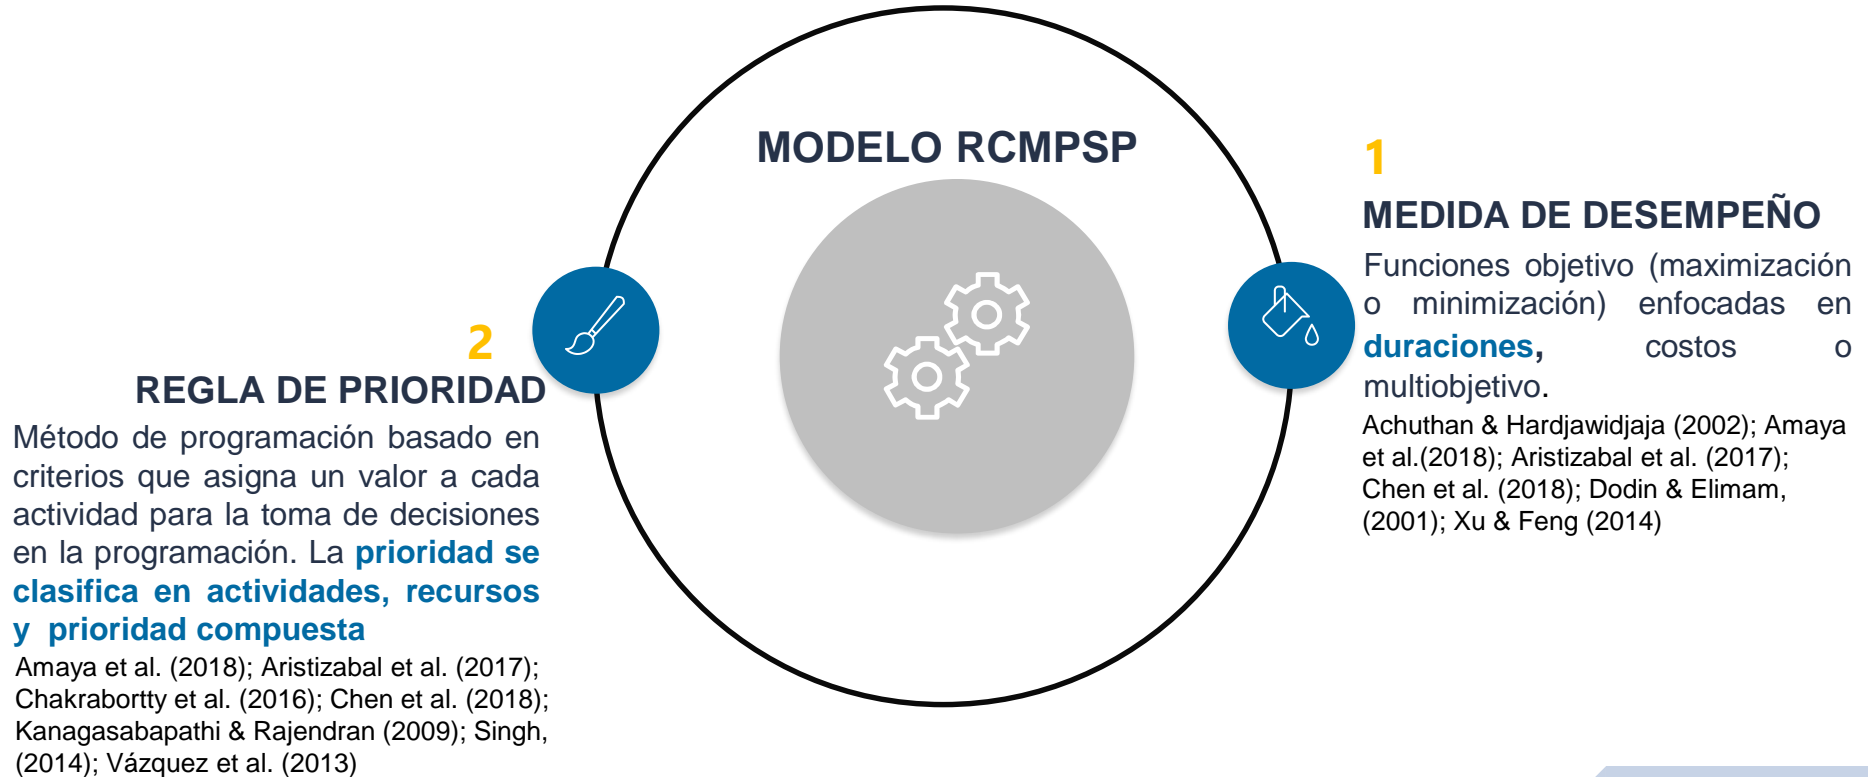 MODELO RCMPSP
1
MEDIDA DE DESEMPEÑO
Funciones objetivo (maximización
o minimización) enfocadas en
duraciones, costos o
multiobjetivo.
Achuthan & Hardjawidjaja (2002); Amaya
et al.(2018); Aristizabal et al. (2017);
Chen et al. (2018); Dodin & Elimam,
(2001); Xu & Feng (2014)
2
REGLA DE PRIORIDAD
Método de programación basado en
criterios que asigna un valor a cada
actividad para la toma de decisiones
en la programación. La prioridad se
clasifica en actividades, recursos
y prioridad compuesta
Amaya et al. (2018); Aristizabal et al. (2017);
Chakrabortty et al. (2016); Chen et al. (2018);
Kanagasabapathi & Rajendran (2009); Singh,
(2014); Vázquez et al. (2013)